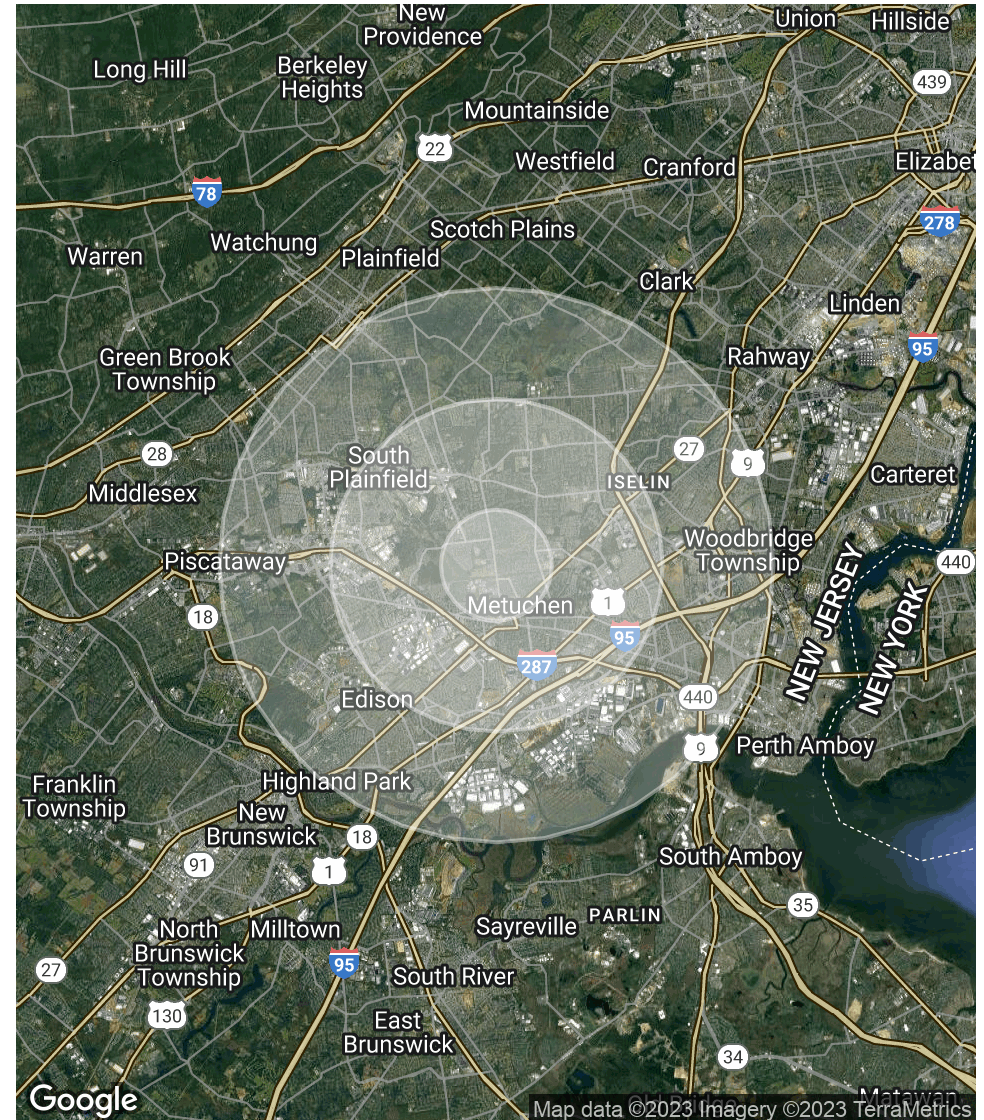 New
Providence
Union
Hillside
Long Hill
Berkeley
Heights
439
Mountainside
22
Westfield
Cranford
Elizabet
78
278
Scotch Plains
Watchung
Warren
Plainfield
Clark
Linden
95
Green Brook
Township
Rahway
28
27
9
South
Plainfield
Carteret
ISELIN
Middlesex
Woodbridge
Township
Piscataway
440
NEW JERSEY
NEW YORK
Metuchen
1
18
95
287
Edison
440
9
Perth Amboy
Highland Park
Franklin
Township
New
Brunswick
18
South Amboy
91
1
35
PARLIN
Sayreville
North
Brunswick
Township
Milltown
27
95
South River
130
East
Brunswick
34
Old Bridge
Matawan
Google
Map data ©2023 Imagery ©2023 TerraMetrics